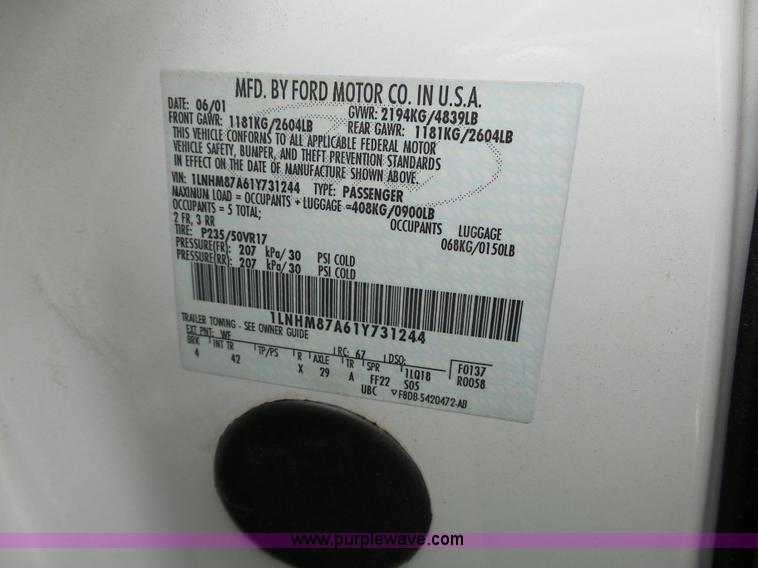 MFD. BY FORD MOTOR CO. IN U.S.A.
DATE: 06/01 GVWR: 2194KG/4839LB
FRONT GAWR: 1181KG/2604LB REAR GAWR: 1181KG/2604LB
THIS VEHICLE CONFORMS TO ALL APPLICABLE FEDERAL MOTOR
VEHICLE SAFETY, BUMPER, AND THEFT PREVENTION STANDARDS
IN EFFECT ON THE DATE OF MANUFACTURE SHOWN ABOVE.
VIN: 1LNHM87A61Y731244 TYPE: PASSENGER
MAXIMUM LOAD = OCCUPANTS + LUGGAGE =408KG/0900LB
OCCUPANTS = 5 TOTAL; OCCUPANTS LUGGAGE
2 FR, 3 RR 068KG/0150LB
TIRE: P235/50VR17
PRESSURE(FR): 207 kPa/30 PSI COLD
PRESSURE(RR): 207 kPa/30 PSI COLD
1LNHM87A61Y731244
TRAILER TOWING - SEE OWNER GUIDE
EXT PNT: WF RC: 67 DSO: F0137
BRK INT TR TP/PS R AXLE TR SPR 1LQ18 R0058
4 42 X 29 A FF22 S05
UBC ▽F8DB-5420472-AB
www.purplewave.com